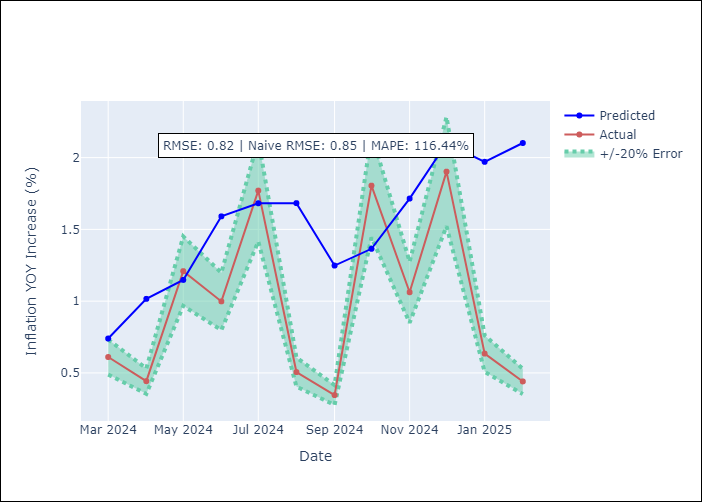 RMSE: 0.82 | Naive RMSE: 0.85 | MAPE: 116.44%
Predicted
Actual
+/-20% Error
Inflation YOY Increase (%)
2
1.5
1
0.5
Mar 2024
May 2024
Jul 2024
Sep 2024
Nov 2024
Jan 2025
Date